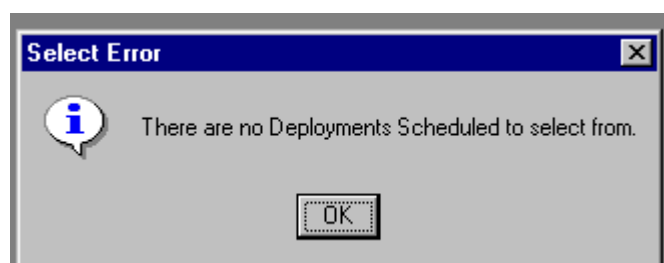 Select Error
There are no Deployments Scheduled to select from.
OK